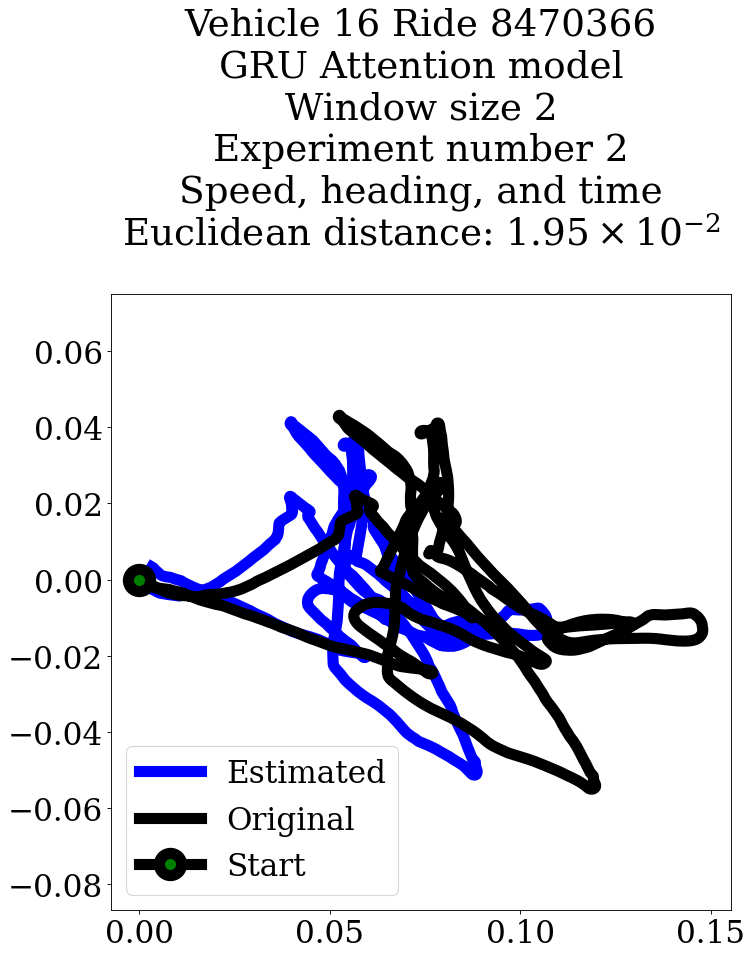 Vehicle 16 Ride 8470366
GRU Attention model
Window size 2
Experiment number 2
Speed, heading, and time
Euclidean distance: 1.95 × 10⁻²
0.06
0.04
0.02
0.00
−0.02
−0.04
−0.06
−0.08
Estimated
Original
Start
0.00 0.05 0.10 0.15